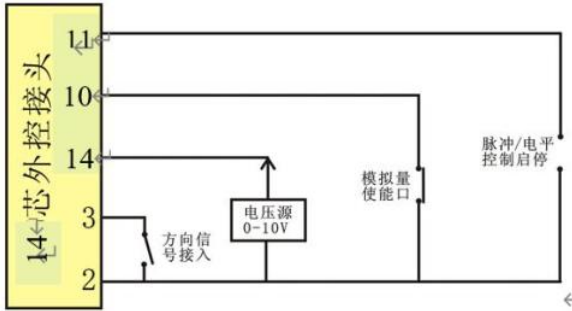 14芯外控接头
11
10
14
3
2
方向信
号接入
电压源
0-10V
模拟量
使能口
脉冲/电平
控制启停